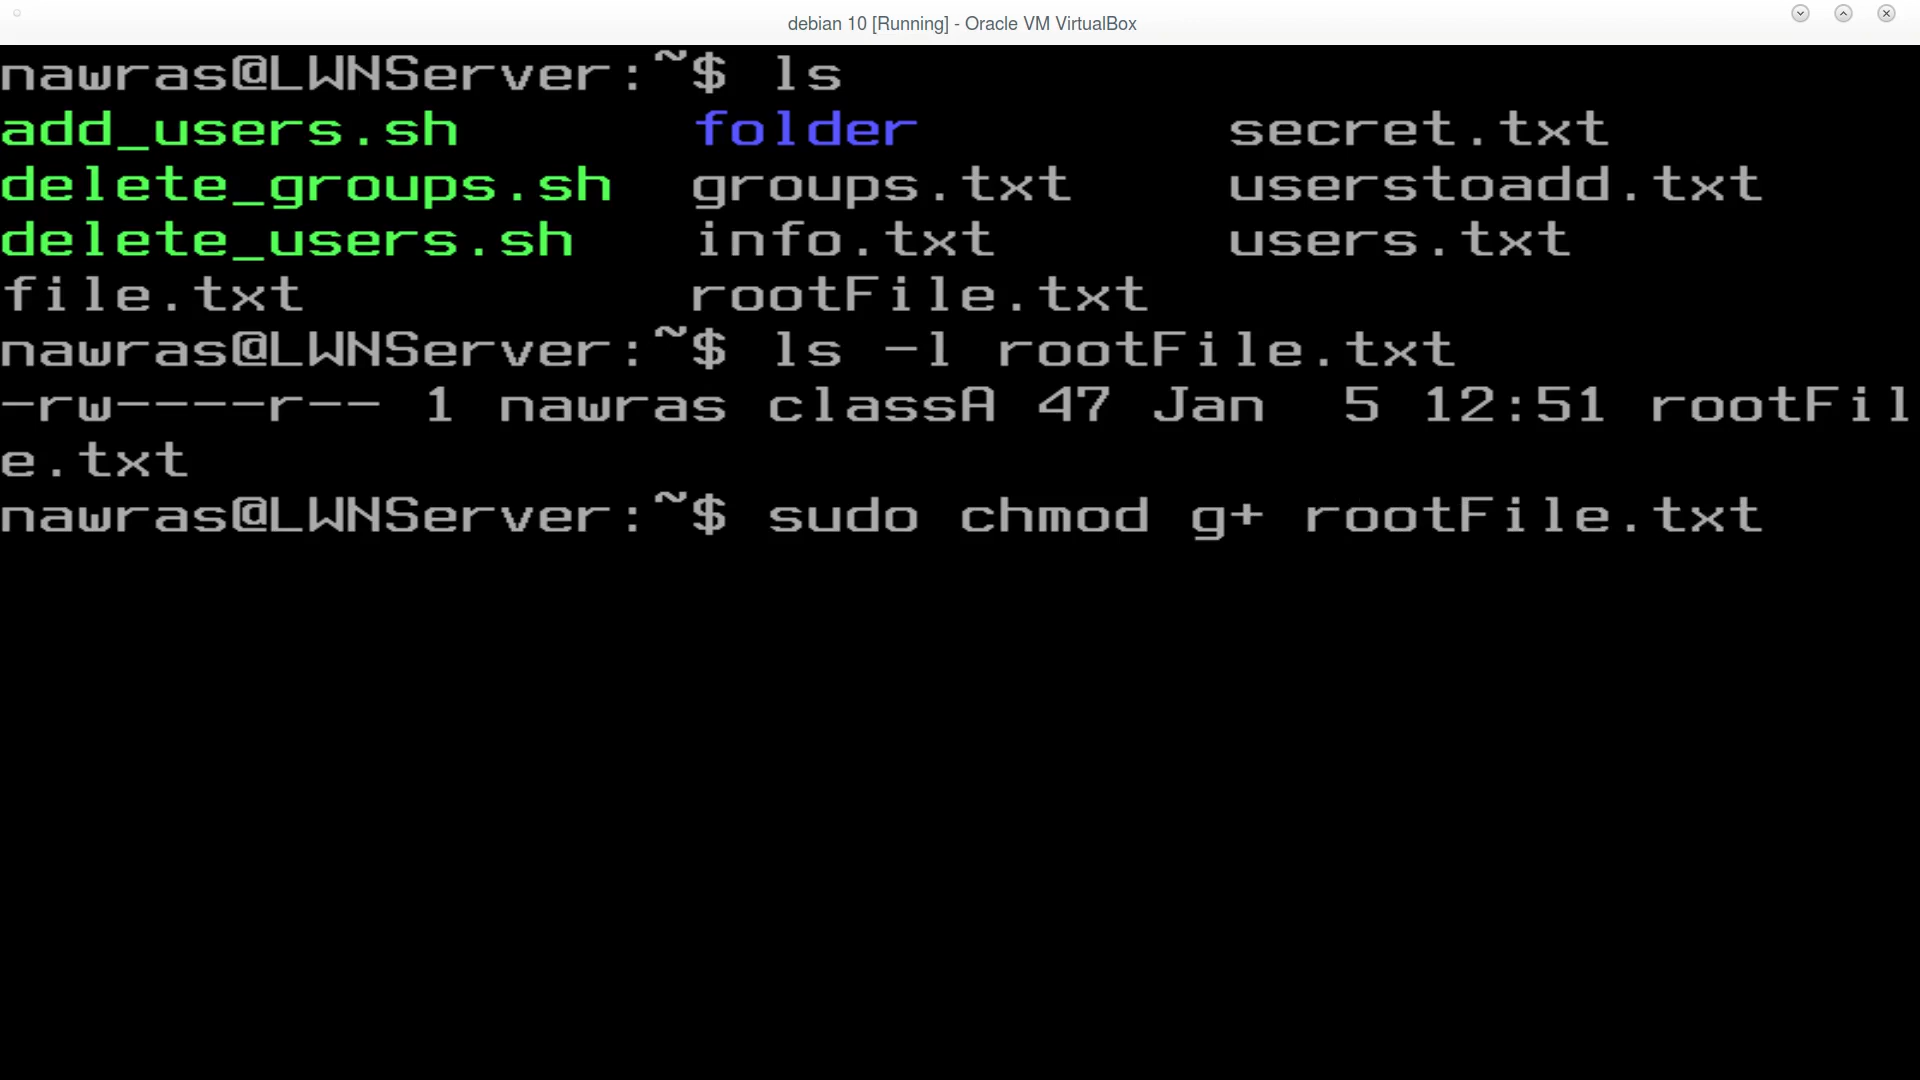 debian 10 [Running] - Oracle VM VirtualBox
nawras@LWNServer:~$ ls
add_users.sh folder secret.txt
delete_groups.sh groups.txt userstoadd.txt
delete_users.sh info.txt users.txt
file.txt rootFile.txt
nawras@LWNServer:~$ ls -l rootFile.txt
-rw----r-- 1 nawras classA 47 Jan 5 12:51 rootFil
e.txt
nawras@LWNServer:~$ sudo chmod g+ rootFile.txt